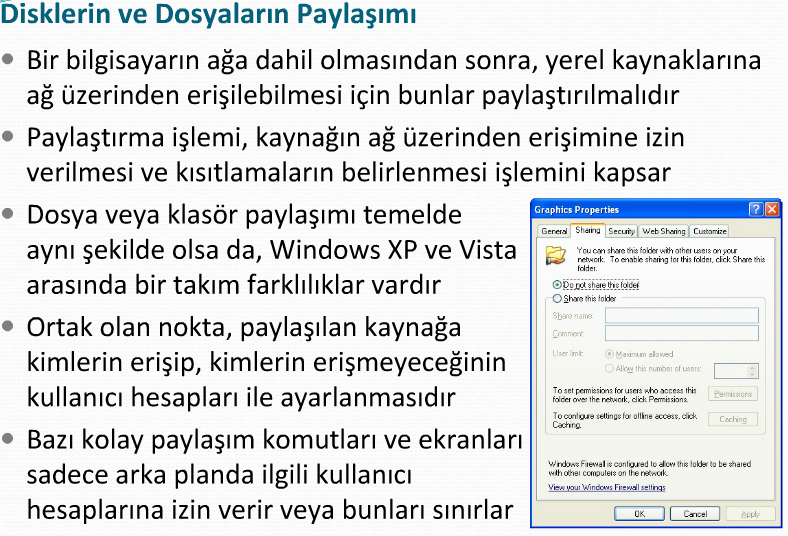 Disklerin ve Dosyaların Paylaşımı
• Bir bilgisayarın ağa dahil olmasından sonra, yerel kaynaklarına
ağ üzerinden erişilebilmesi için bunlar paylaştırılmalıdır
• Paylaştırma işlemi, kaynağın ağ üzerinden erişimine izin
verilmesi ve kısıtlamaların belirlenmesi işlemini kapsar
• Dosya veya klasör paylaşımı temelde
aynı şekilde olsa da, Windows XP ve Vista
arasında bir takım farklılıklar vardır
• Ortak olan nokta, paylaşılan kaynağa
kimlerin erişip, kimlerin erişmeyeceğinin
kullanıcı hesapları ile ayarlanmasıdır
• Bazı kolay paylaşım komutları ve ekranları
sadece arka planda ilgili kullanıcı
hesaplarına izin verir veya bunları sınırlar
Graphics Properties
General Sharing Security Web Sharing Customize
You can share this folder with other users on your
network. To enable sharing for this folder, click Share this
folder.
Do not share this folder
Share this folder
Share name:
Comment:
User limit: Maximum allowed
Allow this number of users:
To set permissions for users who access this
folder over the network, click Permissions.
Permissions
To configure settings for offline access, click
Caching.
Caching
Windows Firewall is configured to allow this folder to be shared
with other computers on the network.
View your Windows Firewall settings
OK Cancel Apply